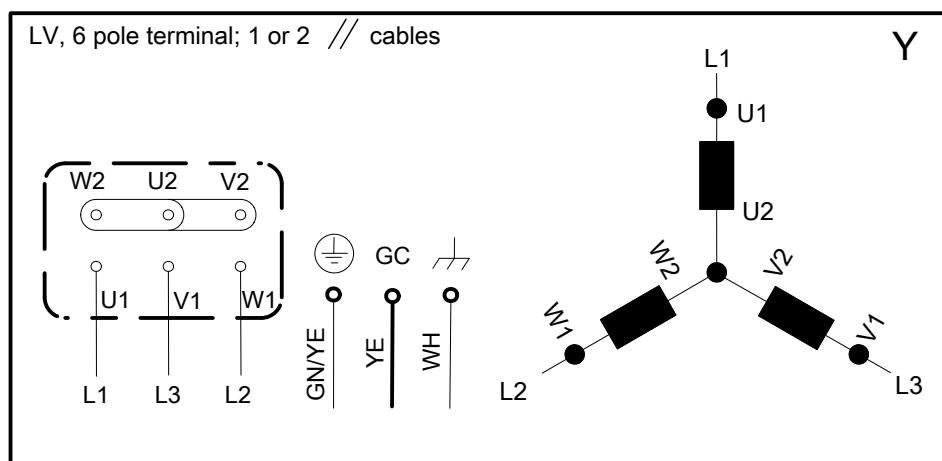 LV, 6 pole terminal; 1 or 2 // cables
Y
L1
U1
U2
W2
V2
W1
V1
L2
L3
W2 U2 V2
U1 V1 W1
L1 L3 L2
GC
GN/YE YE WH